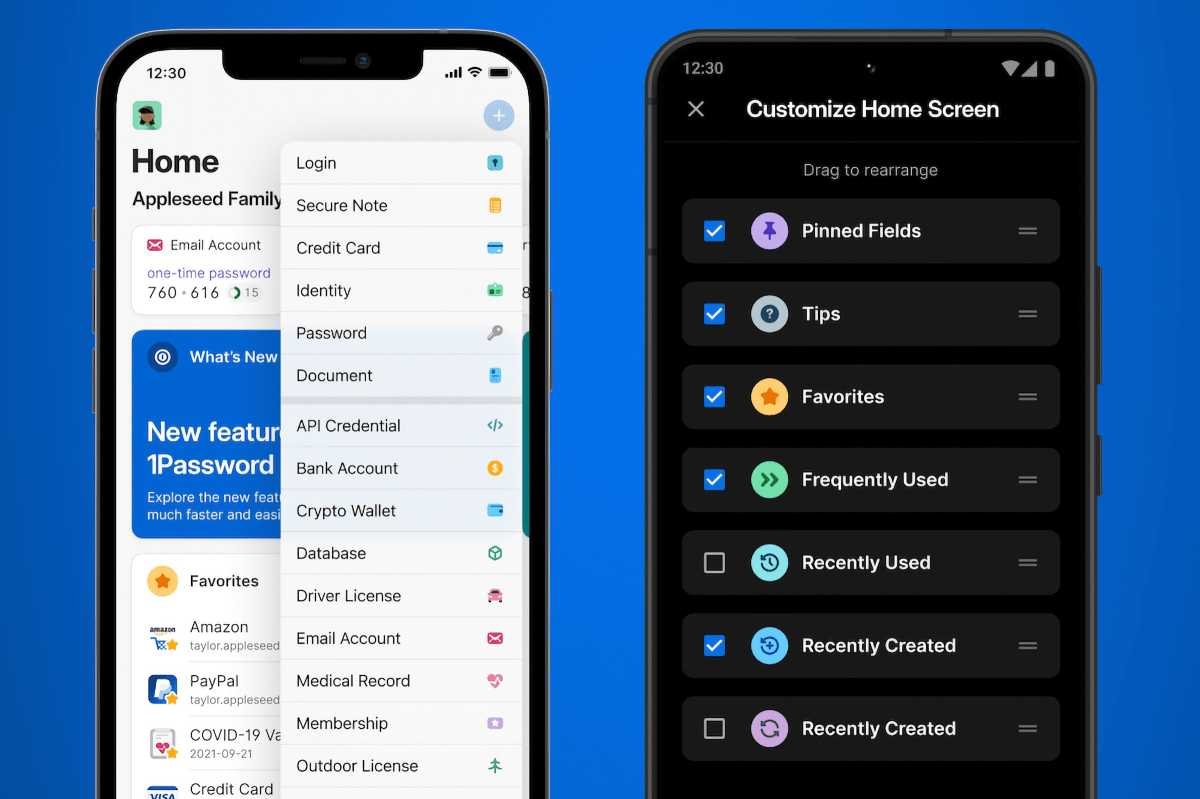 12:30
Home
Appleseed Family
Email Account
one-time password
760 • 616 15
8
What's New
New featur
1Password
Explore the new feat
much faster and easi
Favorites
amazon
Amazon
taylor.appleseed
PayPal
taylor.appleseed
COVID-19 Va
2021-09-21
VISA
Credit Card
Login
Secure Note
Credit Card
Identity
Password
Document
API Credential
Bank Account
Crypto Wallet
Database
Driver License
Email Account
Medical Record
Membership
Outdoor License
12:30
Customize Home Screen
Drag to rearrange
Pinned Fields
Tips
Favorites
Frequently Used
Recently Used
Recently Created
Recently Created